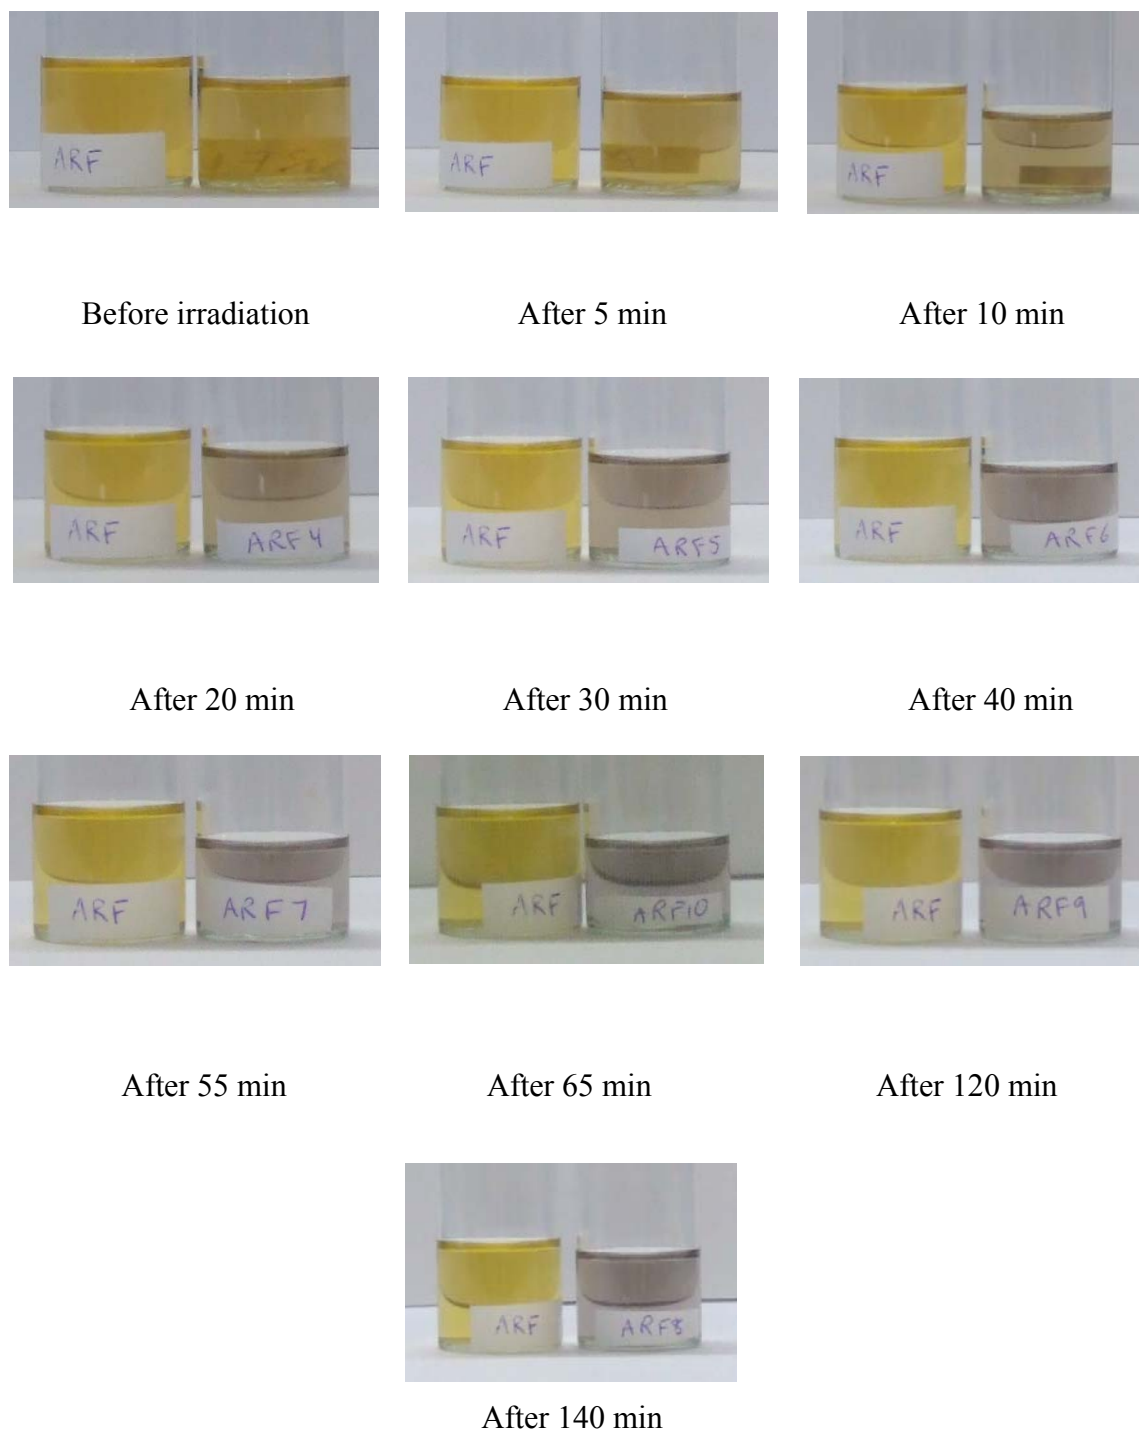 ARF
Before irradiation
ARF
After 5 min
ARF
After 10 min
ARF
ARF 4
After 20 min
ARF
ARF5
After 30 min
ARF
ARF6
After 40 min
ARF
ARF7
After 55 min
ARF
ARF10
After 65 min
ARF
ARF9
After 120 min
ARF
ARF8
After 140 min